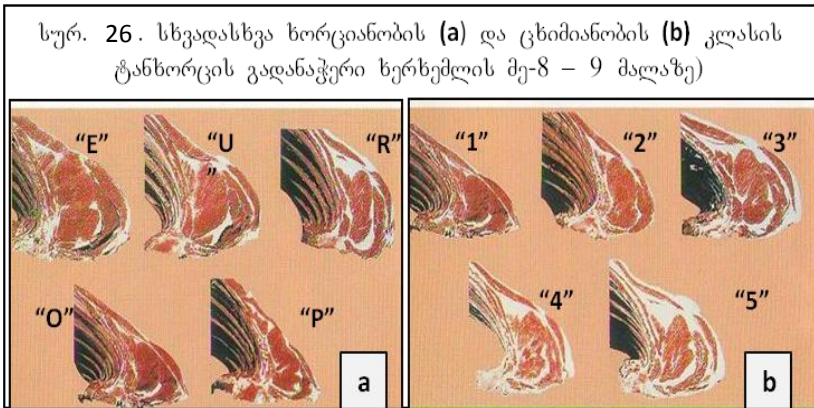 სურ. 26. სხვადასხვა ხორციანობის (a) და ცხიმიანობის (b) კლასის
ტანხორცის გადანაჭერი ხერხემლის მე-8 – 9 მალაზე)
“E” “U” “R”
“O” “P”
a
“1” “2” “3”
“4” “5”
b